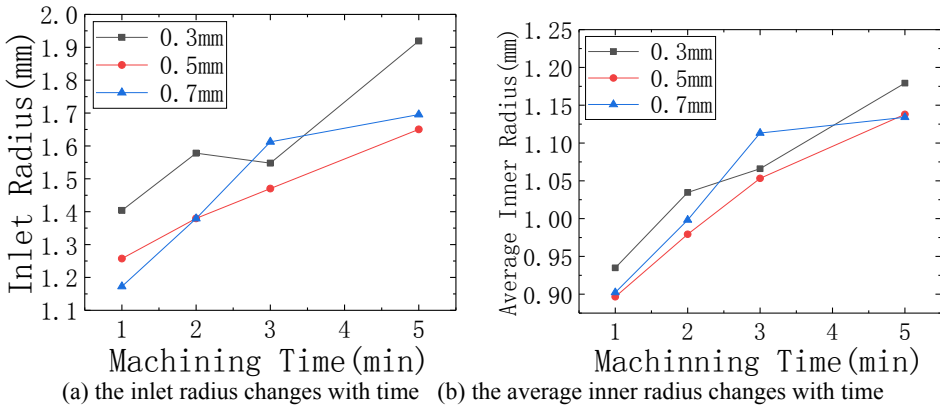 2.0
1.9
1.8
1.7
1.6
1.5
1.4
1.3
1.2
1.1
Inlet Radius(mm)
0.3mm
0.5mm
0.7mm
1 2 3 4 5
Machining Time(min)
(a) the inlet radius changes with time
1.25
1.20
1.15
1.10
1.05
1.00
0.95
0.90
Average Inner Radius(mm)
0.3mm
0.5mm
0.7mm
1 2 3 4 5
Machinning Time(min)
(b) the average inner radius changes with time